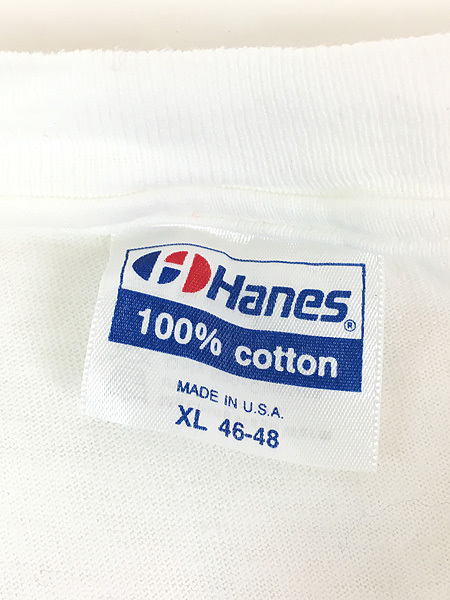 Hanes®
100% cotton
MADE IN U.S.A.
XL 46-48